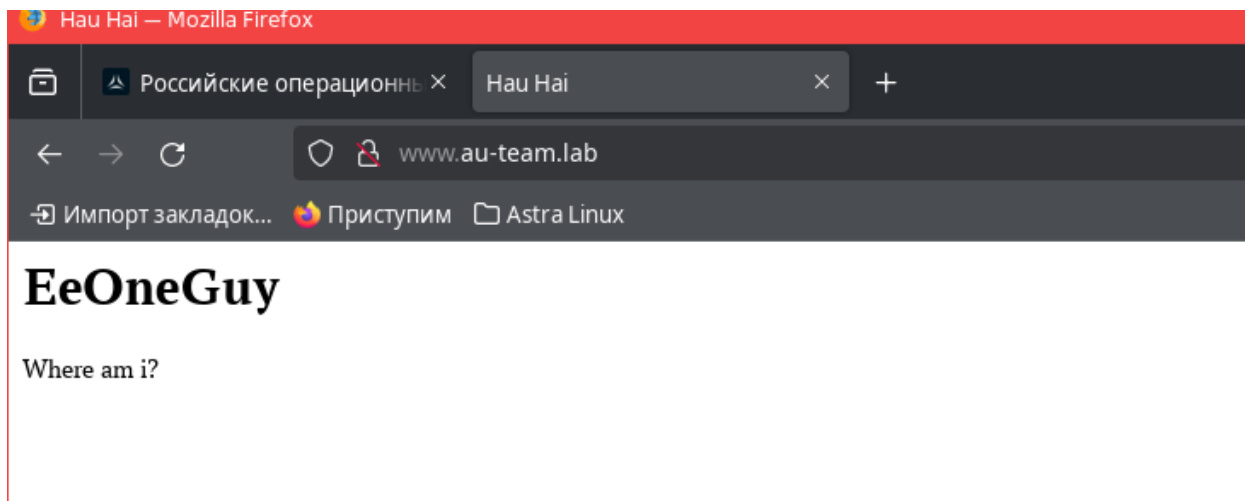 Hau Hai — Mozilla Firefox
Российские операционны
Hau Hai
www.au-team.lab
Импорт закладок...
Приступим
Astra Linux
EeOneGuy
Where am i?